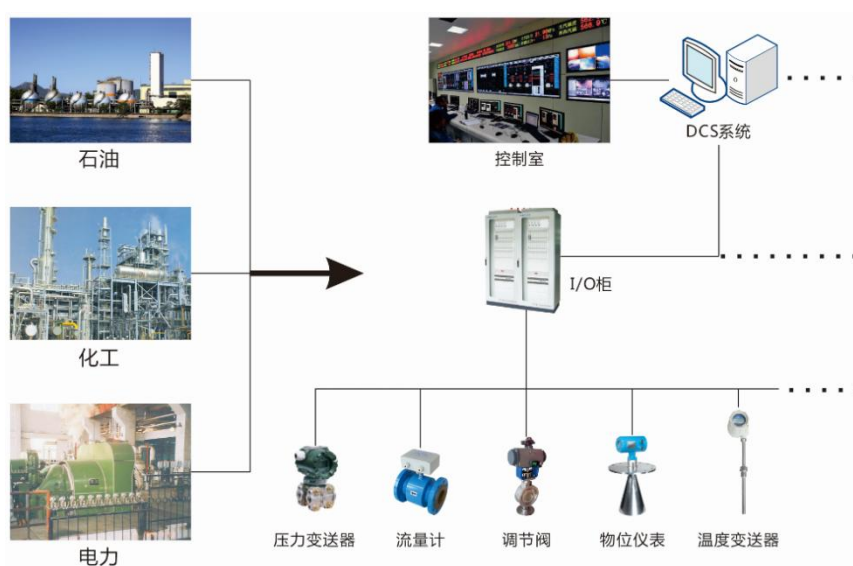 石油
控制室
DCS系统
I/O柜
化工
压力变送器
流量计
调节阀
物位仪表
温度变送器
电力